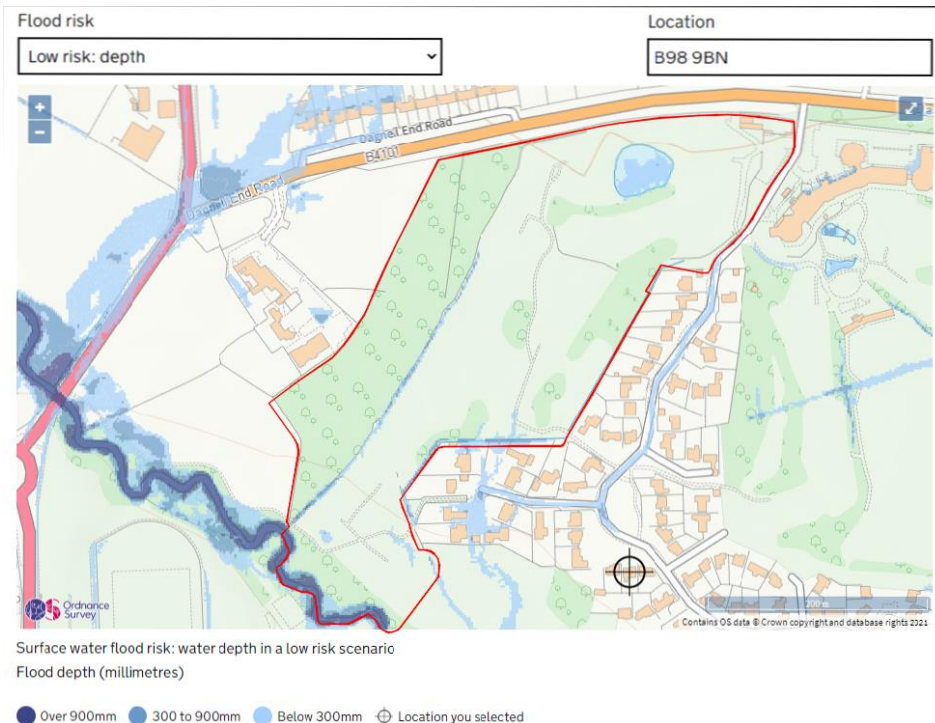 Flood risk
Location
Low risk: depth
B98 9BN
+
−
Dagnell End Road
B4101
Dagnell End Road
Ordnance
Survey
200 m
Contains OS data © Crown copyright and database rights 2021
Surface water flood risk: water depth in a low risk scenario
Flood depth (millimetres)
Over 900mm
300 to 900mm
Below 300mm
Location you selected